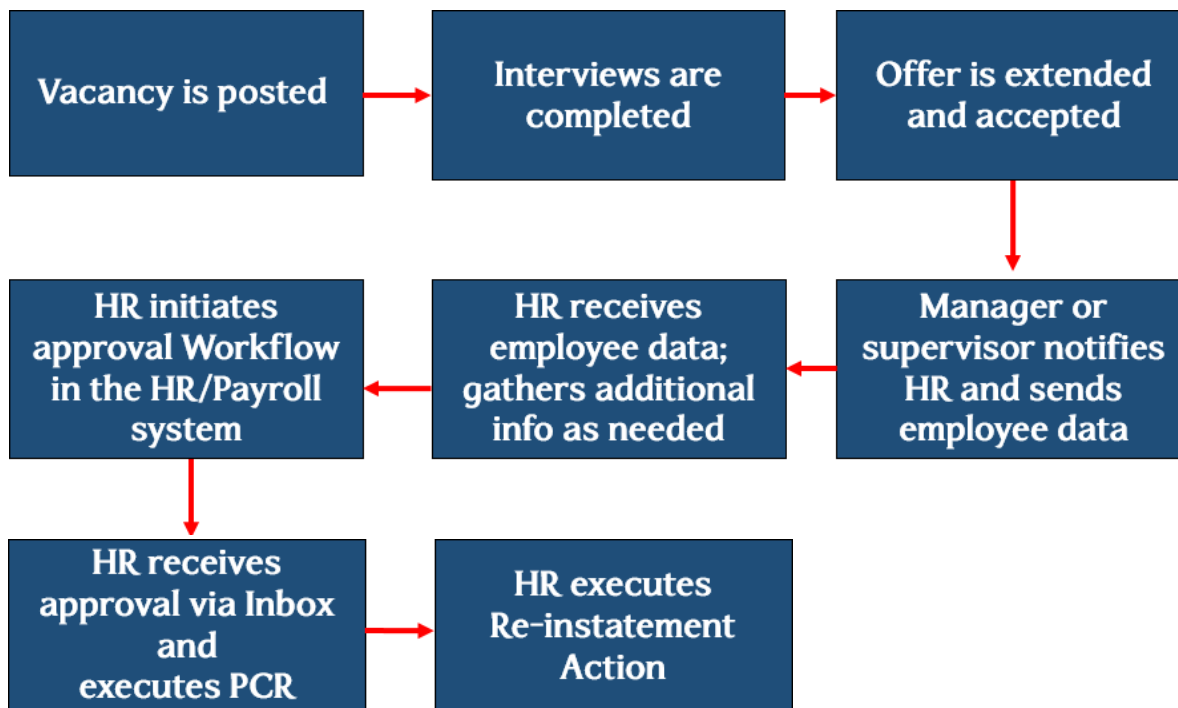 Vacancy is posted
Interviews are
completed
Offer is extended
and accepted
Manager or
supervisor notifies
HR and sends
employee data
HR receives
employee data;
gathers additional
info as needed
HR initiates
approval Workflow
in the HR/Payroll
system
HR receives
approval via Inbox
and
executes PCR
HR executes
Re-instatement
Action